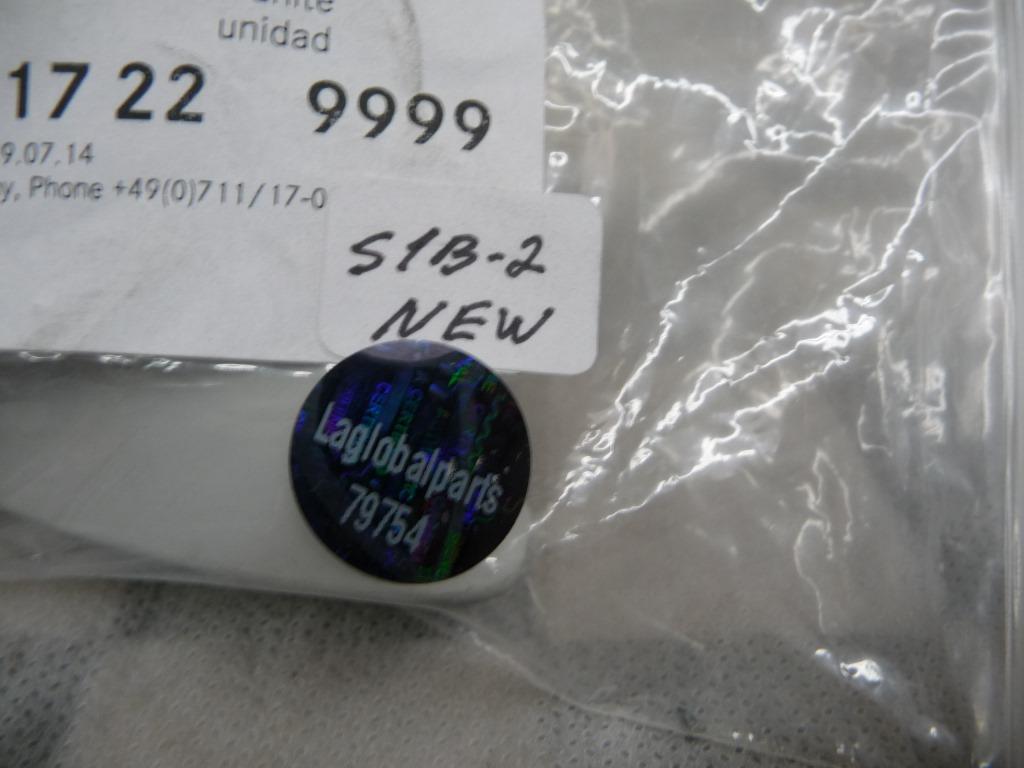 unidad
17 22 9999
9.07.14
y, Phone +49(0)711/17-0
S1B-2
NEW
Laglobalparts
79754